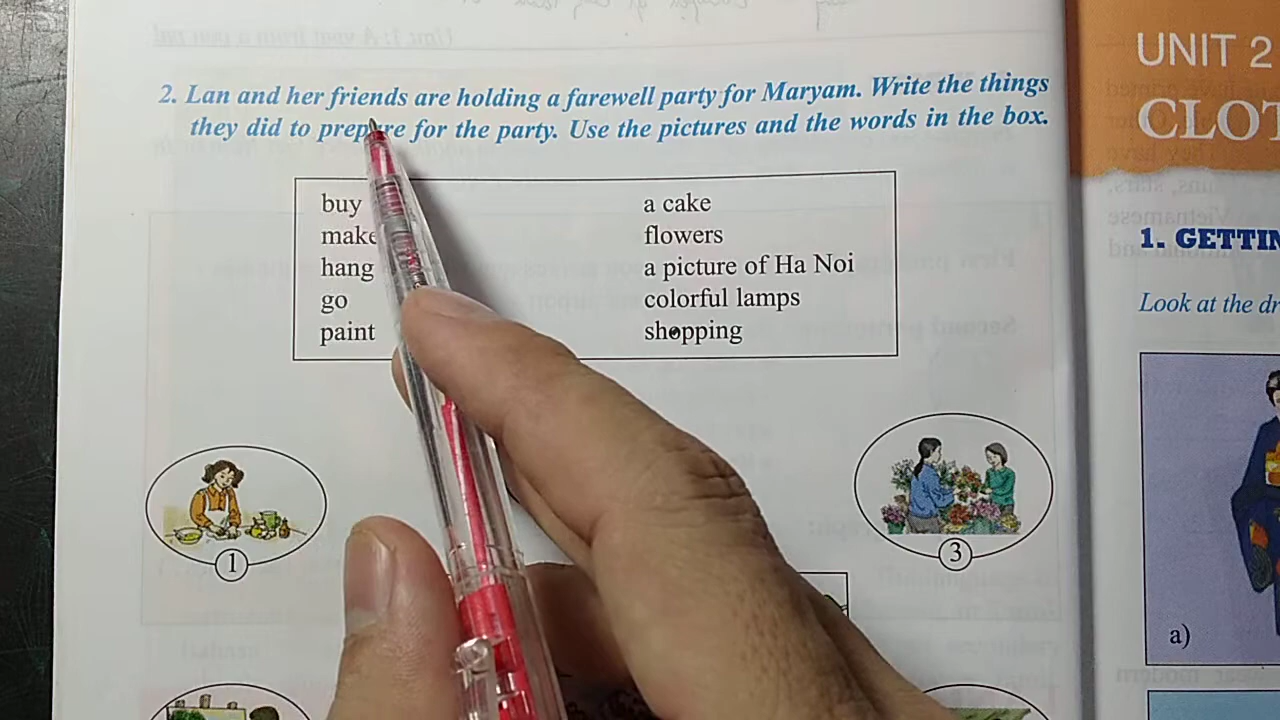 2. Lan and her friends are holding a farewell party for Maryam. Write the things
they did to prepare for the party. Use the pictures and the words in the box.
buy a cake
make flowers
hang a picture of Ha Noi
go colorful lamps
paint shopping
1
3
UNIT 2
CLOT
1. GETTIN
Look at the dr
a)